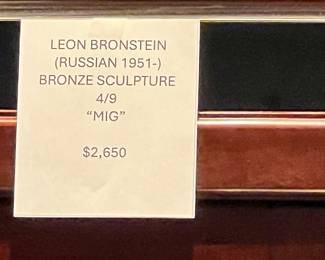 LEON BRONSTEIN
(RUSSIAN 1951-)
BRONZE SCULPTURE
4/9
“MIG”
$2,650